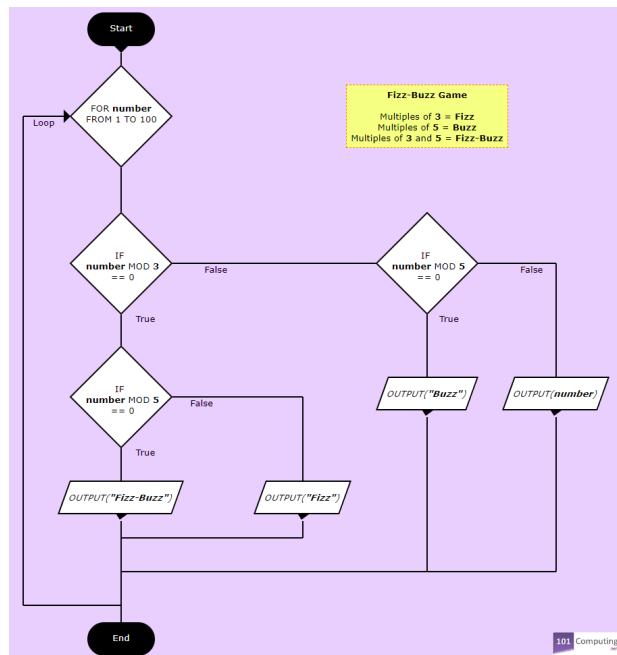 Start
FOR number
FROM 1 TO 100
Loop
Fizz-Buzz Game
Multiples of 3 = Fizz
Multiples of 5 = Buzz
Multiples of 3 and 5 = Fizz-Buzz
IF
number MOD 3
== 0
False
True
IF
number MOD 5
== 0
False
True
IF
number MOD 5
== 0
False
True
OUTPUT("Buzz")
OUTPUT(number)
OUTPUT("Fizz-Buzz")
OUTPUT("Fizz")
End
101 Computing
.net